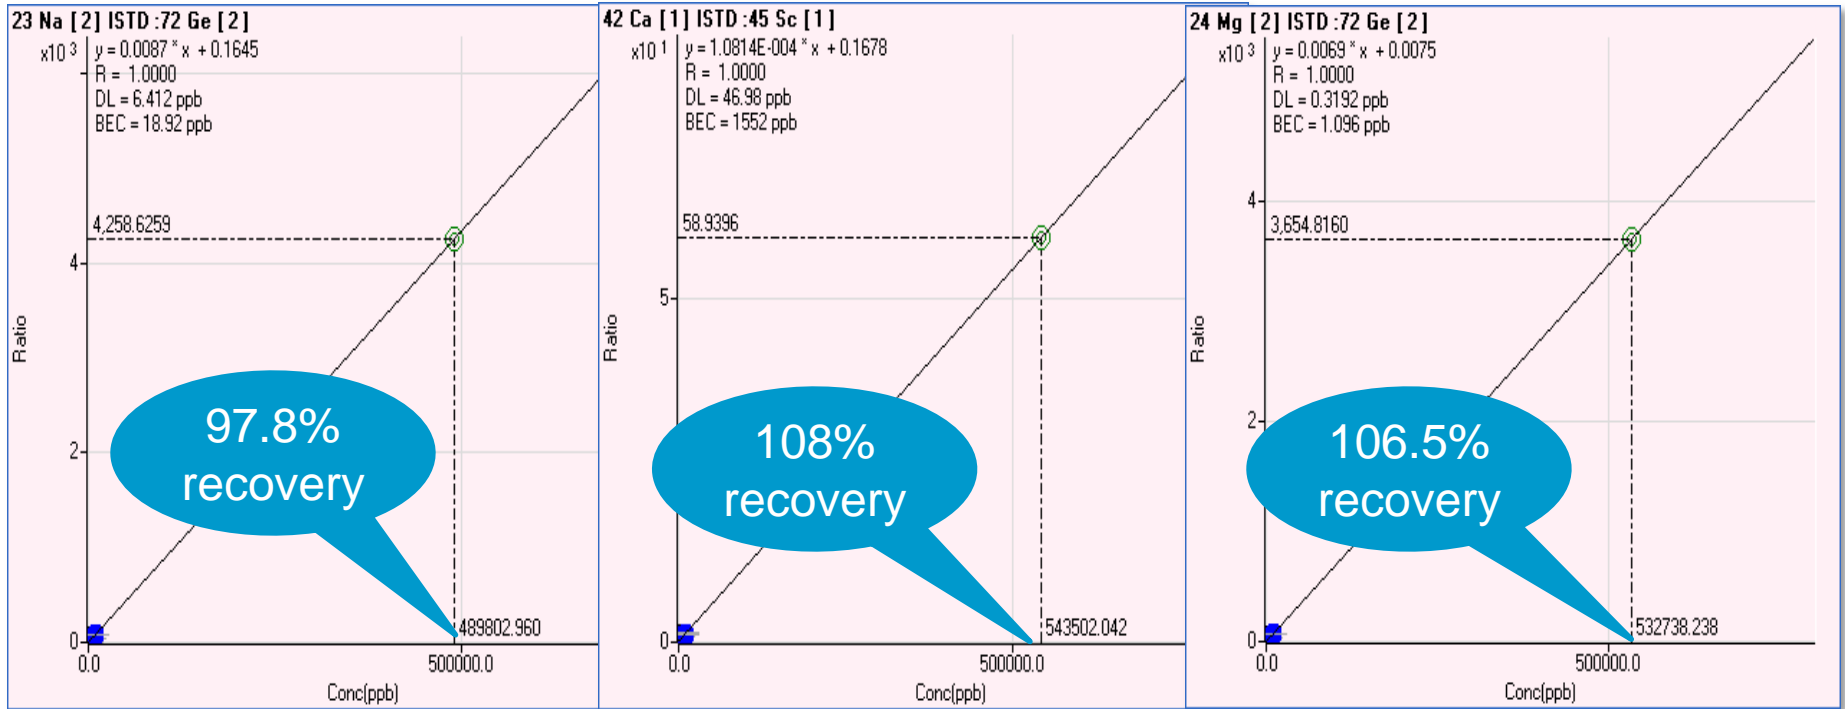 23 Na [2] ISTD :72 Ge [2]
x10 3
y = 0.0087 * x + 0.1645
R = 1.0000
DL = 6.412 ppb
BEC = 18.92 ppb
4,258.6259
4
Ratio
97.8%
recovery
2
489802.960
0
0.0
500000.0
Conc(ppb)
42 Ca [1] ISTD :45 Sc [1]
x10 1
y = 1.0814E-004 * x + 0.1678
R = 1.0000
DL = 46.98 ppb
BEC = 1552 ppb
58.9396
5
Ratio
108%
recovery
543502.042
0
0.0
500000.0
Conc(ppb)
24 Mg [2] ISTD :72 Ge [2]
x10 3
y = 0.0069 * x + 0.0075
R = 1.0000
DL = 0.3192 ppb
BEC = 1.096 ppb
4
3,654.8160
Ratio
2
106.5%
recovery
532738.238
0
0.0
500000.0
Conc(ppb)